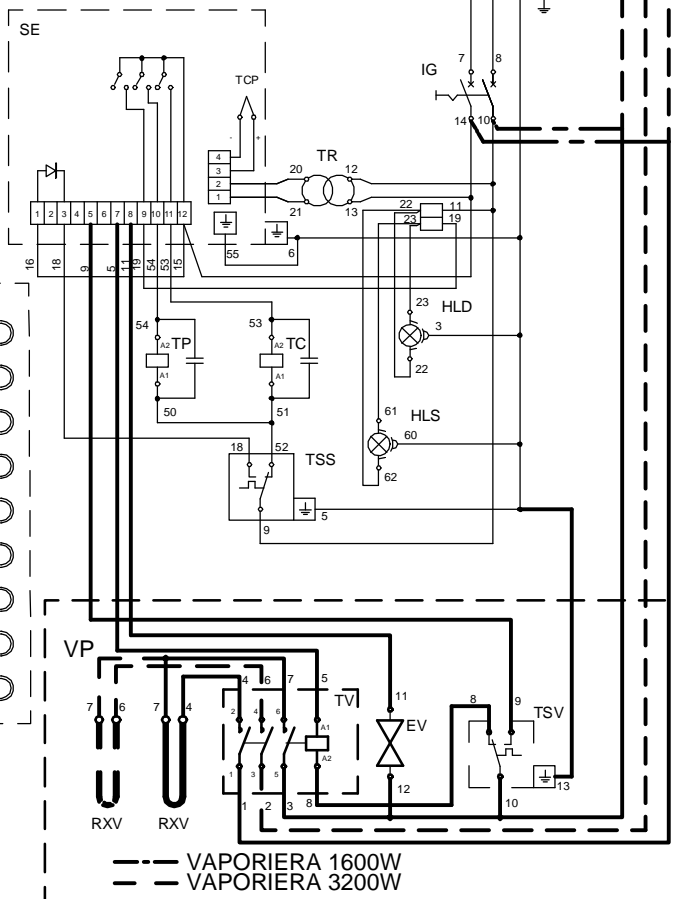 SE
TCP
- +
4
3
2
1
1 2 3 4 5 6 7 8 9 10 11 12
16 18 9 5 11 19 54 53 15
55
6
7 8
IG
14 10
TR
20 12
21 13
22 11
23 19
23
HLD
3
22
54
A2 TP
A1
50
53
A2 TC
A1
51
61
HLS
60
62
18 52
TSS
5
9
VP
7 6 7 4
RXV RXV
4 6 7 5
2 4 6 A1
TV
A2
1 3 5
1 2 3 8
11
EV
12
8 9
TSV
13
10
VAPORIERA 1600W
VAPORIERA 3200W